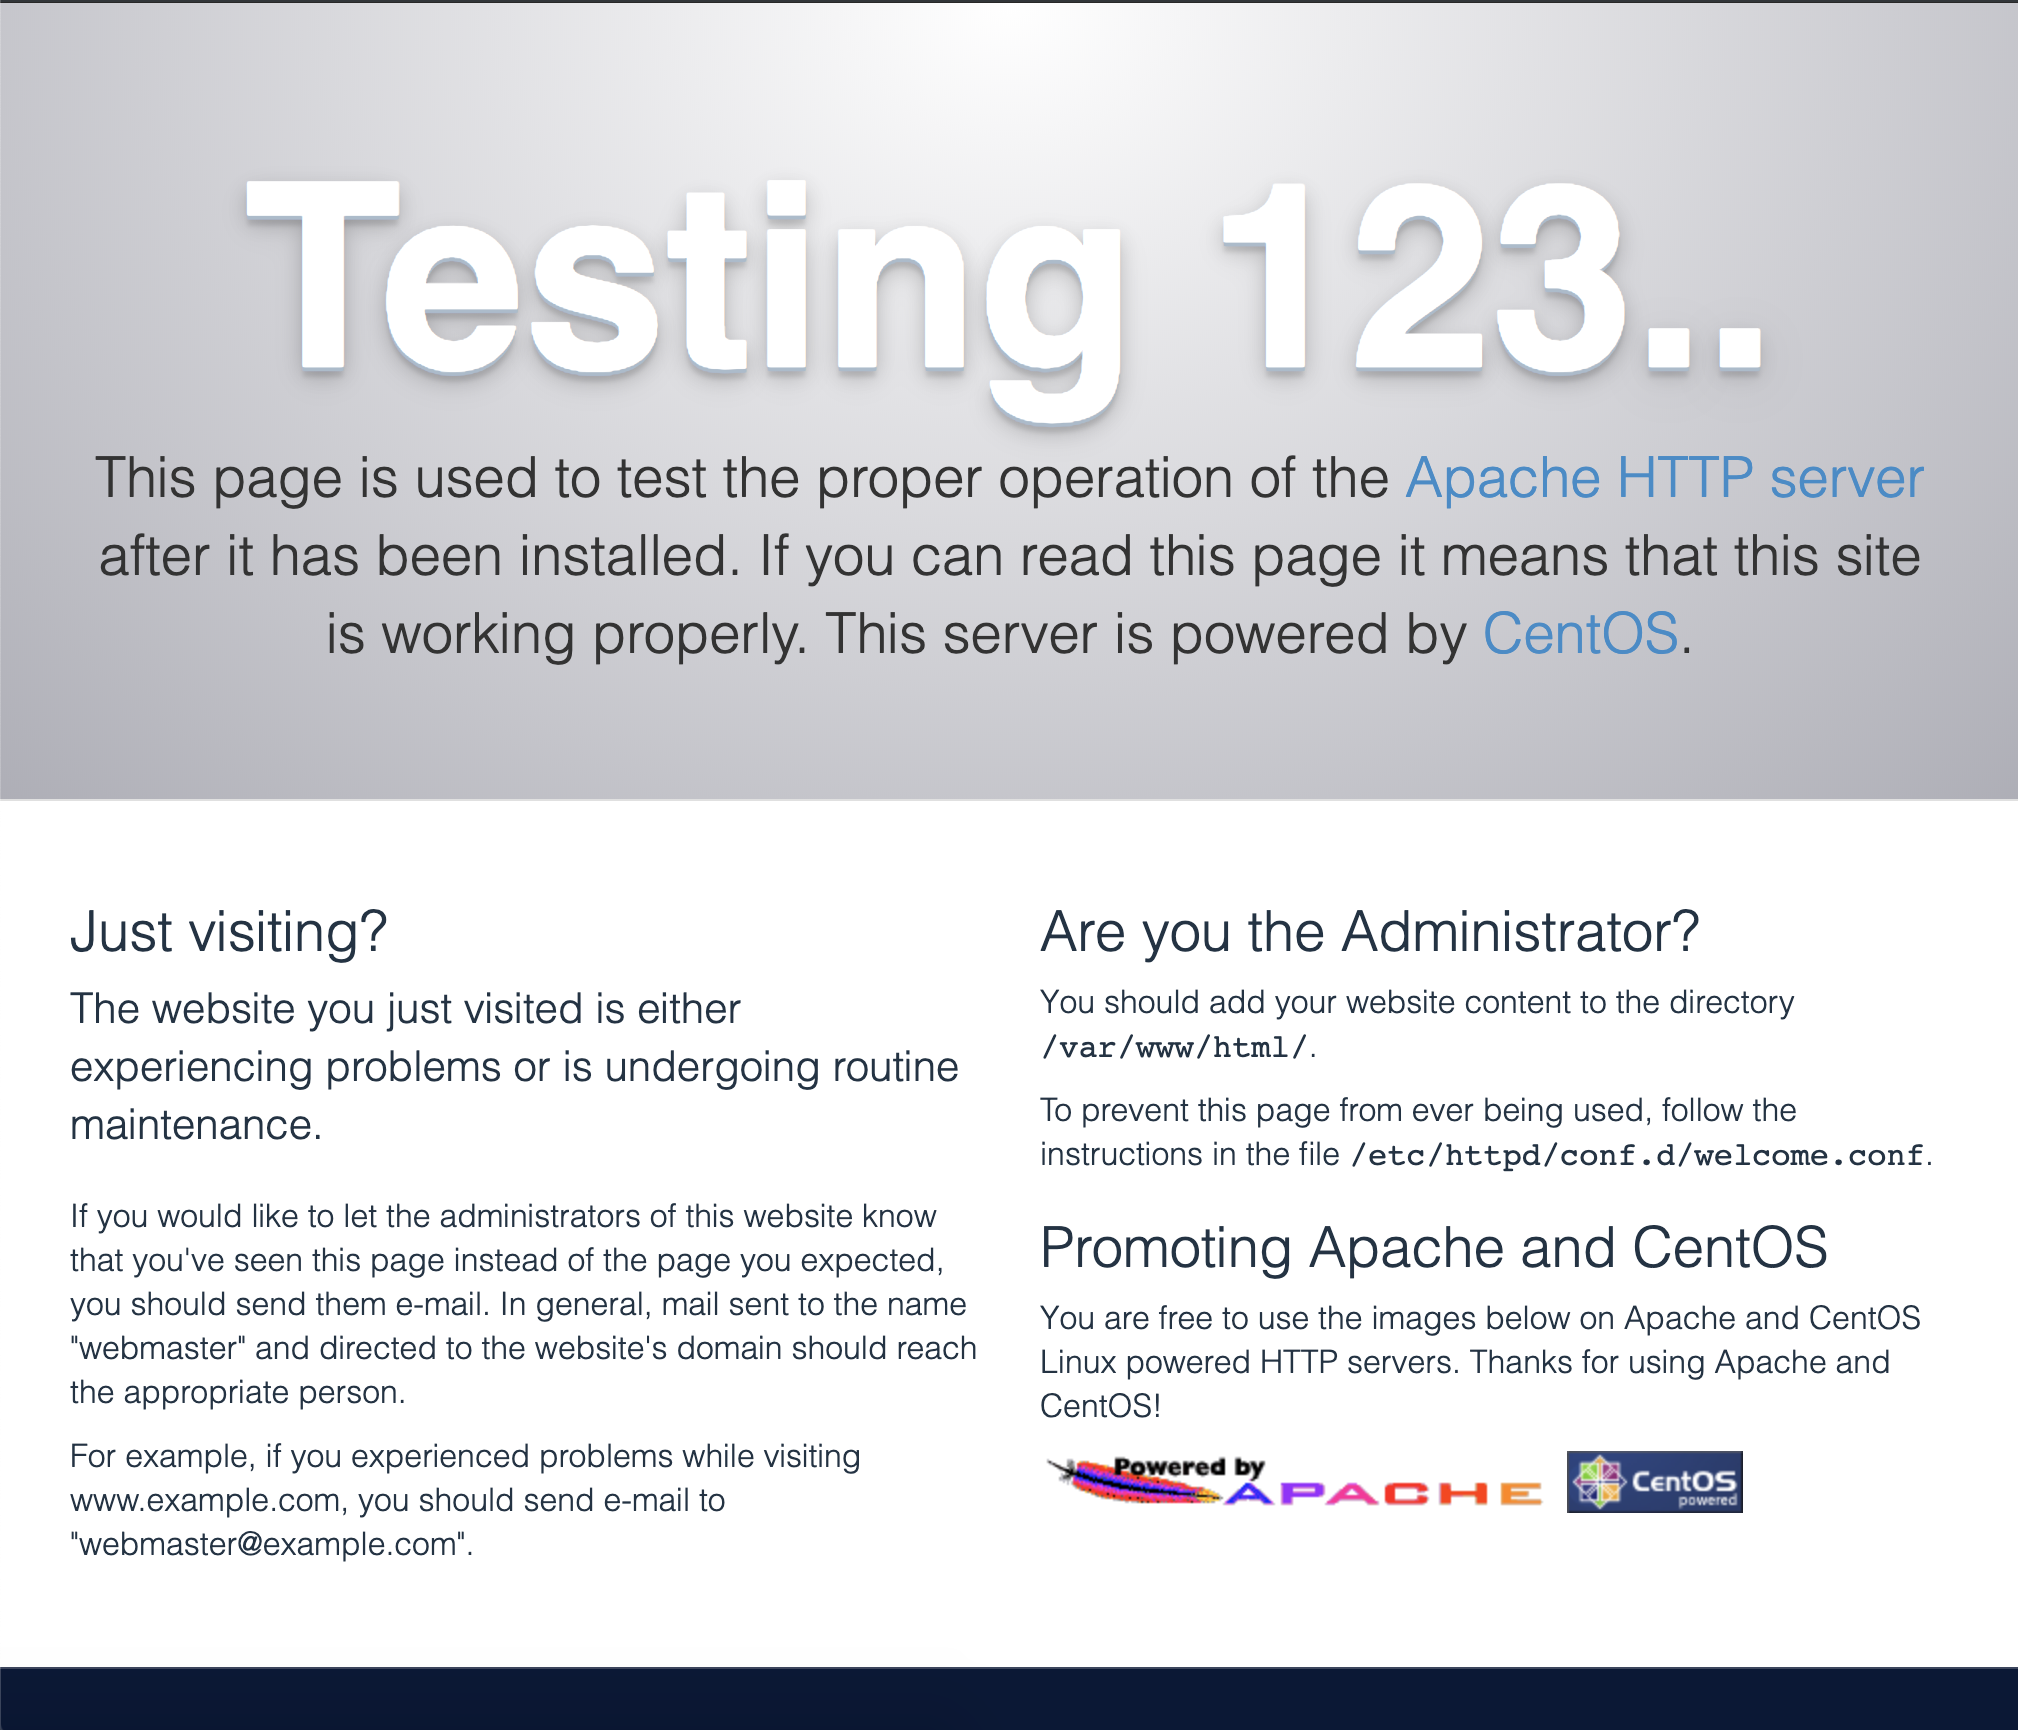 Testing 123..
This page is used to test the proper operation of the Apache HTTP server
after it has been installed. If you can read this page it means that this site
is working properly. This server is powered by CentOS.
Just visiting?
The website you just visited is either
experiencing problems or is undergoing routine
maintenance.
If you would like to let the administrators of this website know
that you've seen this page instead of the page you expected,
you should send them e-mail. In general, mail sent to the name
"webmaster" and directed to the website's domain should reach
the appropriate person.
For example, if you experienced problems while visiting
www.example.com, you should send e-mail to
"webmaster@example.com".
Are you the Administrator?
You should add your website content to the directory
/var/www/html/.
To prevent this page from ever being used, follow the
instructions in the file /etc/httpd/conf.d/welcome.conf.
Promoting Apache and CentOS
You are free to use the images below on Apache and CentOS
Linux powered HTTP servers. Thanks for using Apache and
CentOS!
Powered by
APACHE
CentOS
powered